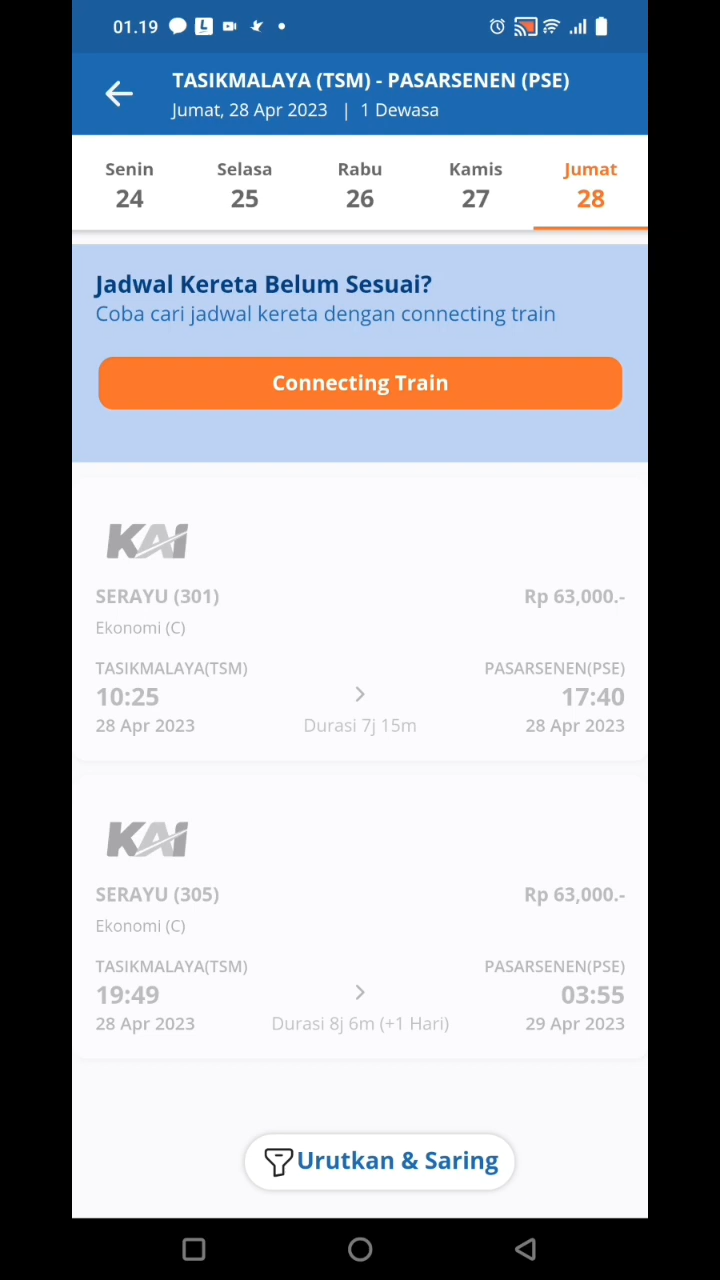 01.19
TASIKMALAYA (TSM) - PASARSENEN (PSE)
Jumat, 28 Apr 2023 | 1 Dewasa
Senin Selasa Rabu Kamis Jumat
24 25 26 27 28
Jadwal Kereta Belum Sesuai?
Coba cari jadwal kereta dengan connecting train
Connecting Train
KAI
SERAYU (301) Rp 63,000.-
Ekonomi (C)
TASIKMALAYA(TSM) PASARSENEN(PSE)
10:25 17:40
28 Apr 2023 Durasi 7j 15m 28 Apr 2023
KAI
SERAYU (305) Rp 63,000.-
Ekonomi (C)
TASIKMALAYA(TSM) PASARSENEN(PSE)
19:49 03:55
28 Apr 2023 Durasi 8j 6m (+1 Hari) 29 Apr 2023
Urutkan & Saring